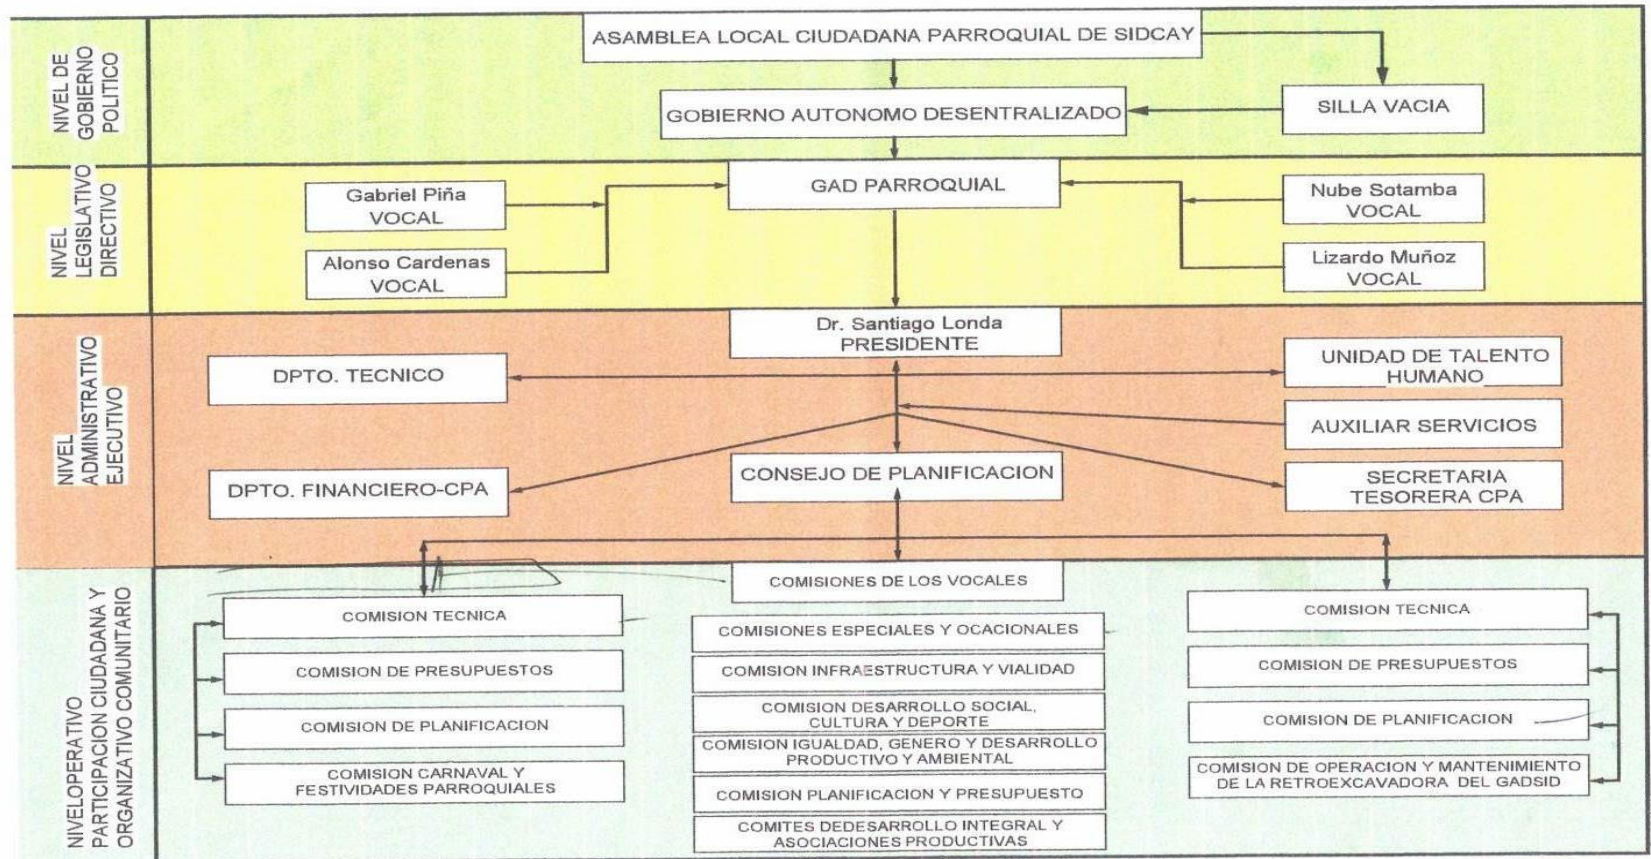 NIVEL DE
GOBIERNO
POLITICO
ASAMBLEA LOCAL CIUDADANA PARROQUIAL DE SIDCAY
GOBIERNO AUTONOMO DESENTRALIZADO
SILLA VACIA
NIVEL
LEGISLATIVO
DIRECTIVO
GAD PARROQUIAL
Gabriel Piña
VOCAL
Alonso Cardenas
VOCAL
Nube Sotamba
VOCAL
Lizardo Muñoz
VOCAL
NIVEL
ADMINISTRATIVO
EJECUTIVO
Dr. Santiago Londa
PRESIDENTE
DPTO. TECNICO
UNIDAD DE TALENTO
HUMANO
AUXILIAR SERVICIOS
DPTO. FINANCIERO-CPA
CONSEJO DE PLANIFICACION
SECRETARIA
TESORERA CPA
NIVELOPERATIVO
PARTICIPACION CIUDADANA Y
ORGANIZATIVO COMUNITARIO
COMISION TECNICA
COMISION DE PRESUPUESTOS
COMISION DE PLANIFICACION
COMISION CARNAVAL Y
FESTIVIDADES PARROQUIALES
COMISIONES DE LOS VOCALES
COMISIONES ESPECIALES Y OCACIONALES
COMISION INFRAESTRUCTURA Y VIALIDAD
COMISION DESARROLLO SOCIAL,
CULTURA Y DEPORTE
COMISION IGUALDAD, GENERO Y DESARROLLO
PRODUCTIVO Y AMBIENTAL
COMISION PLANIFICACION Y PRESUPUESTO
COMITES DEDESARROLLO INTEGRAL Y
ASOCIACIONES PRODUCTIVAS
COMISION TECNICA
COMISION DE PRESUPUESTOS
COMISION DE PLANIFICACION
COMISION DE OPERACION Y MANTENIMIENTO
DE LA RETROEXCAVADORA DEL GADSID